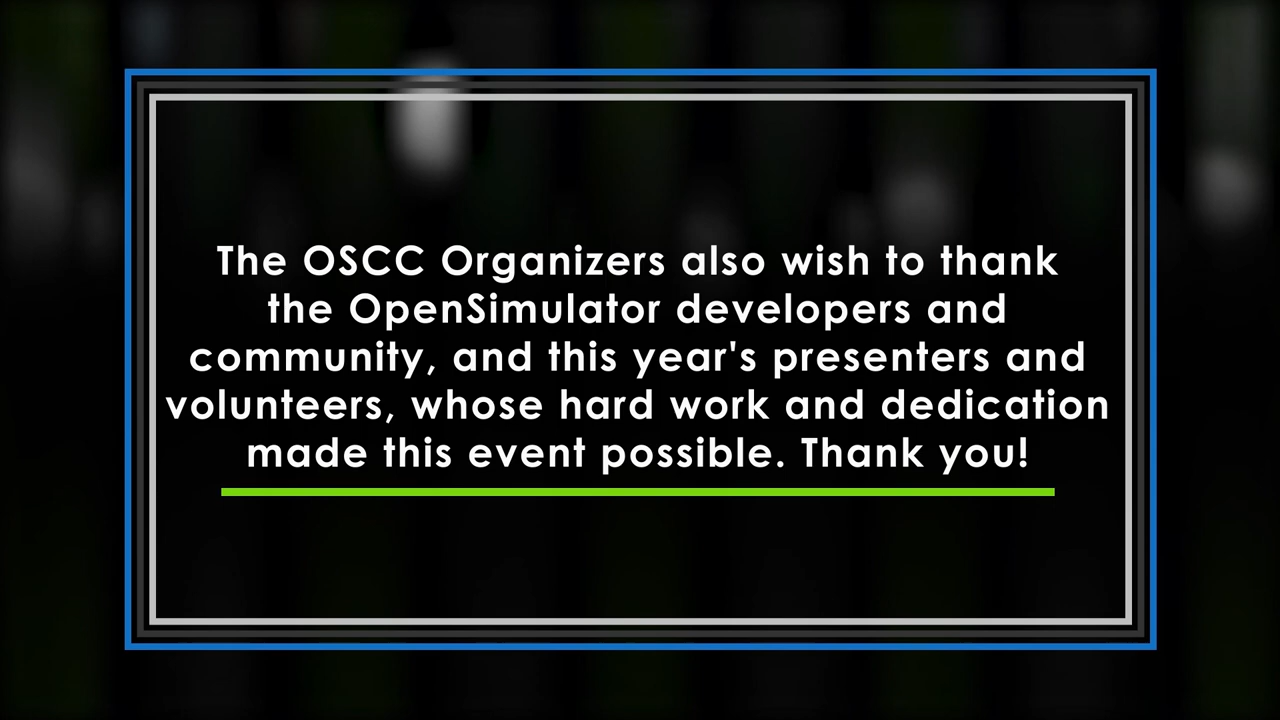 The OSCC Organizers also wish to thank
the OpenSimulator developers and
community, and this year's presenters and
volunteers, whose hard work and dedication
made this event possible. Thank you!